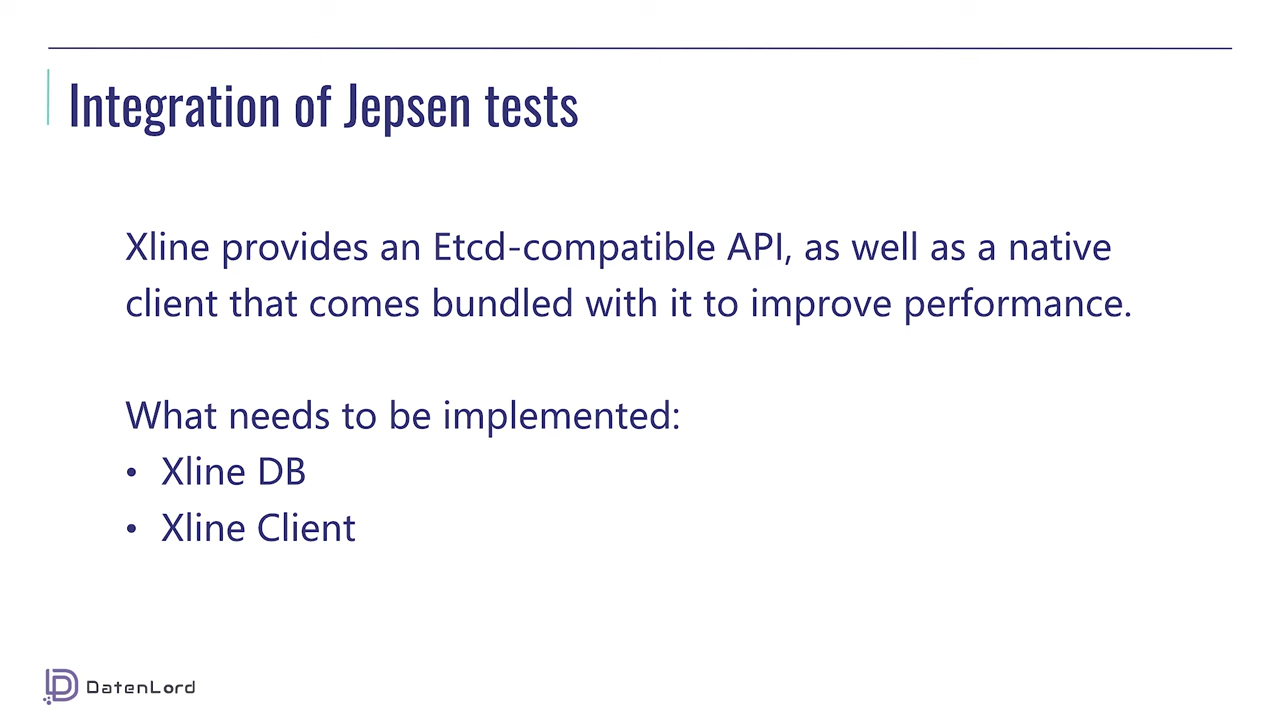 Integration of Jepsen tests
Xline provides an Etcd-compatible API, as well as a native
client that comes bundled with it to improve performance.
What needs to be implemented:
• Xline DB
• Xline Client
DatenLord